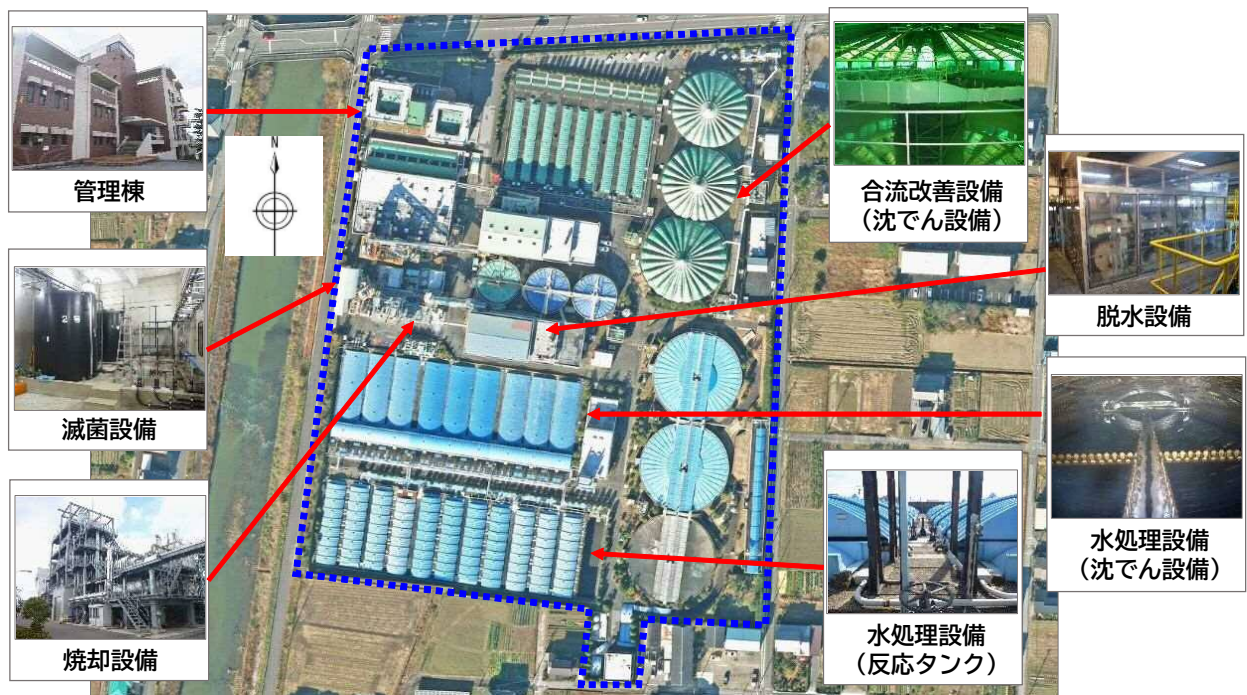 管理棟
N
滅菌設備
焼却設備
合流改善設備
（沈でん設備）
脱水設備
水処理設備
（沈でん設備）
水処理設備
（反応タンク）